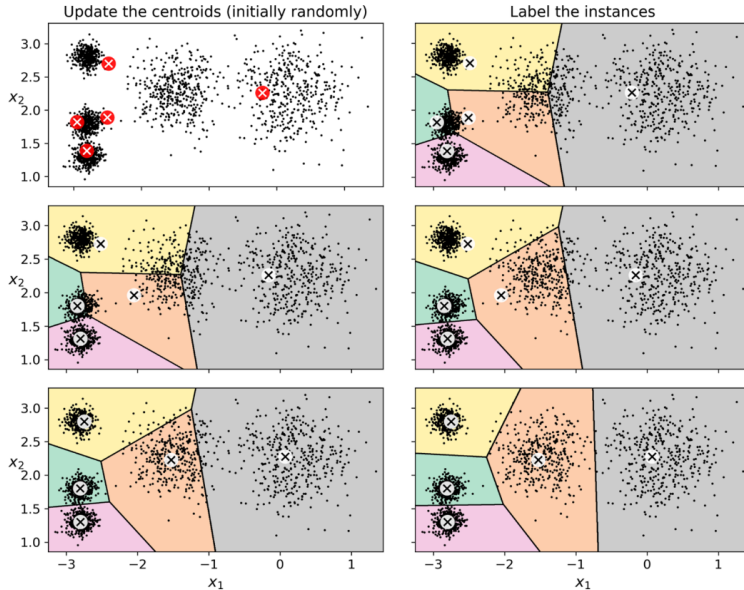 Update the centroids (initially randomly)
Label the instances
3.0
2.5
x2
2.0
1.5
1.0
3.0
2.5
x2
2.0
1.5
1.0
3.0
2.5
x2
2.0
1.5
1.0
−3 −2 −1 0 1
x1
−3 −2 −1 0 1
x1